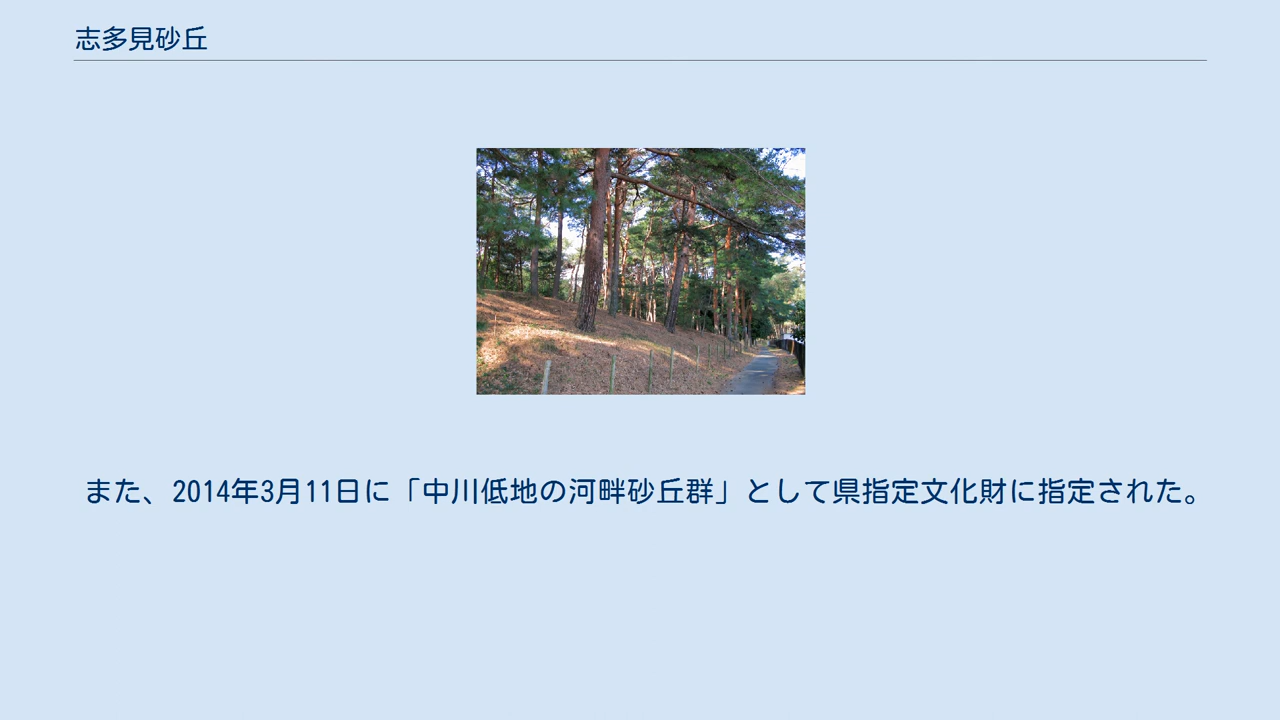 志多見砂丘
また、2014年3月11日に「中川低地の河畔砂丘群」として県指定文化財に指定された。